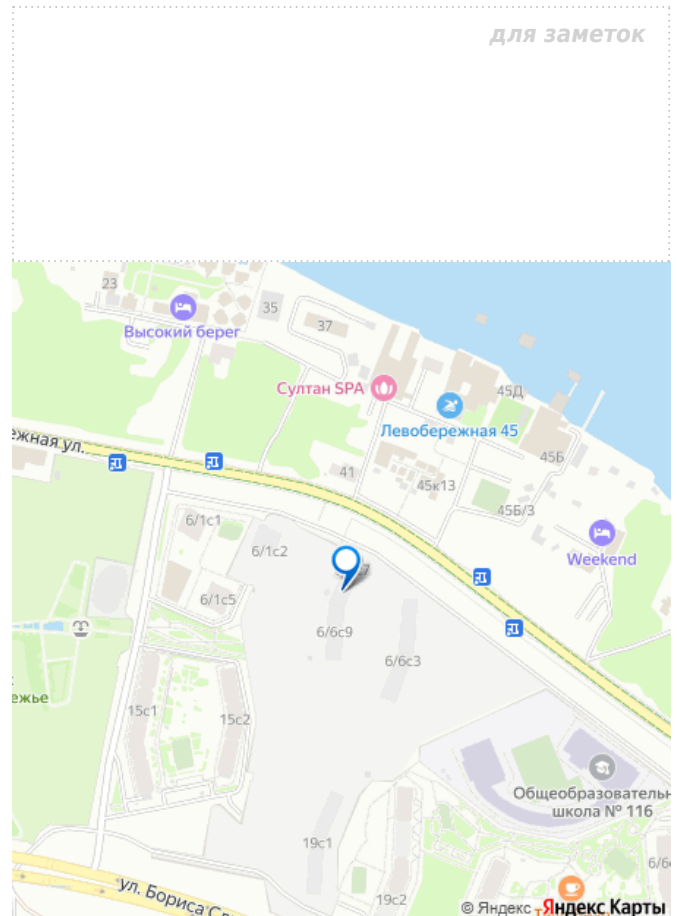 для заметок
23
35
37
Высокий берег
Султан SPA
45Д
Левобережная 45
ежная ул.
41
45Б
45к13
45Б/3
6/1с1
6/1с2
Weekend
6/1с5
6/6с9
6/6с3
ежье
15с1
15с2
Общеобразовательн
школа № 116
19с1
6/6
ул. Бориса Сл
19с2
© Яндекс
Яндекс Карты